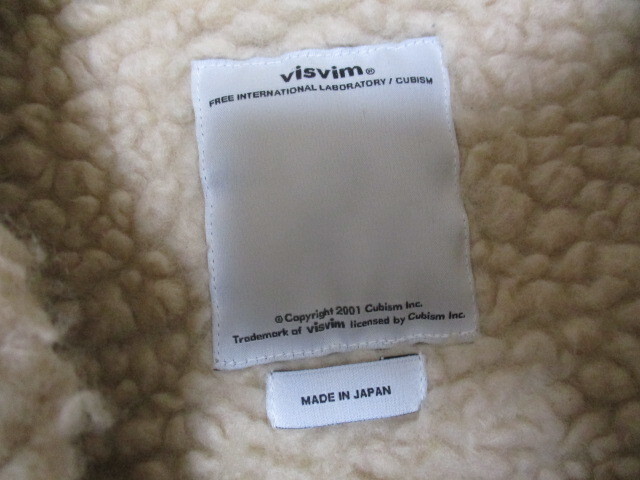 visvim®
FREE INTERNATIONAL LABORATORY / CUBISM
© Copyright 2001 Cubism Inc.
Trademark of visvim licensed by Cubism Inc.
MADE IN JAPAN